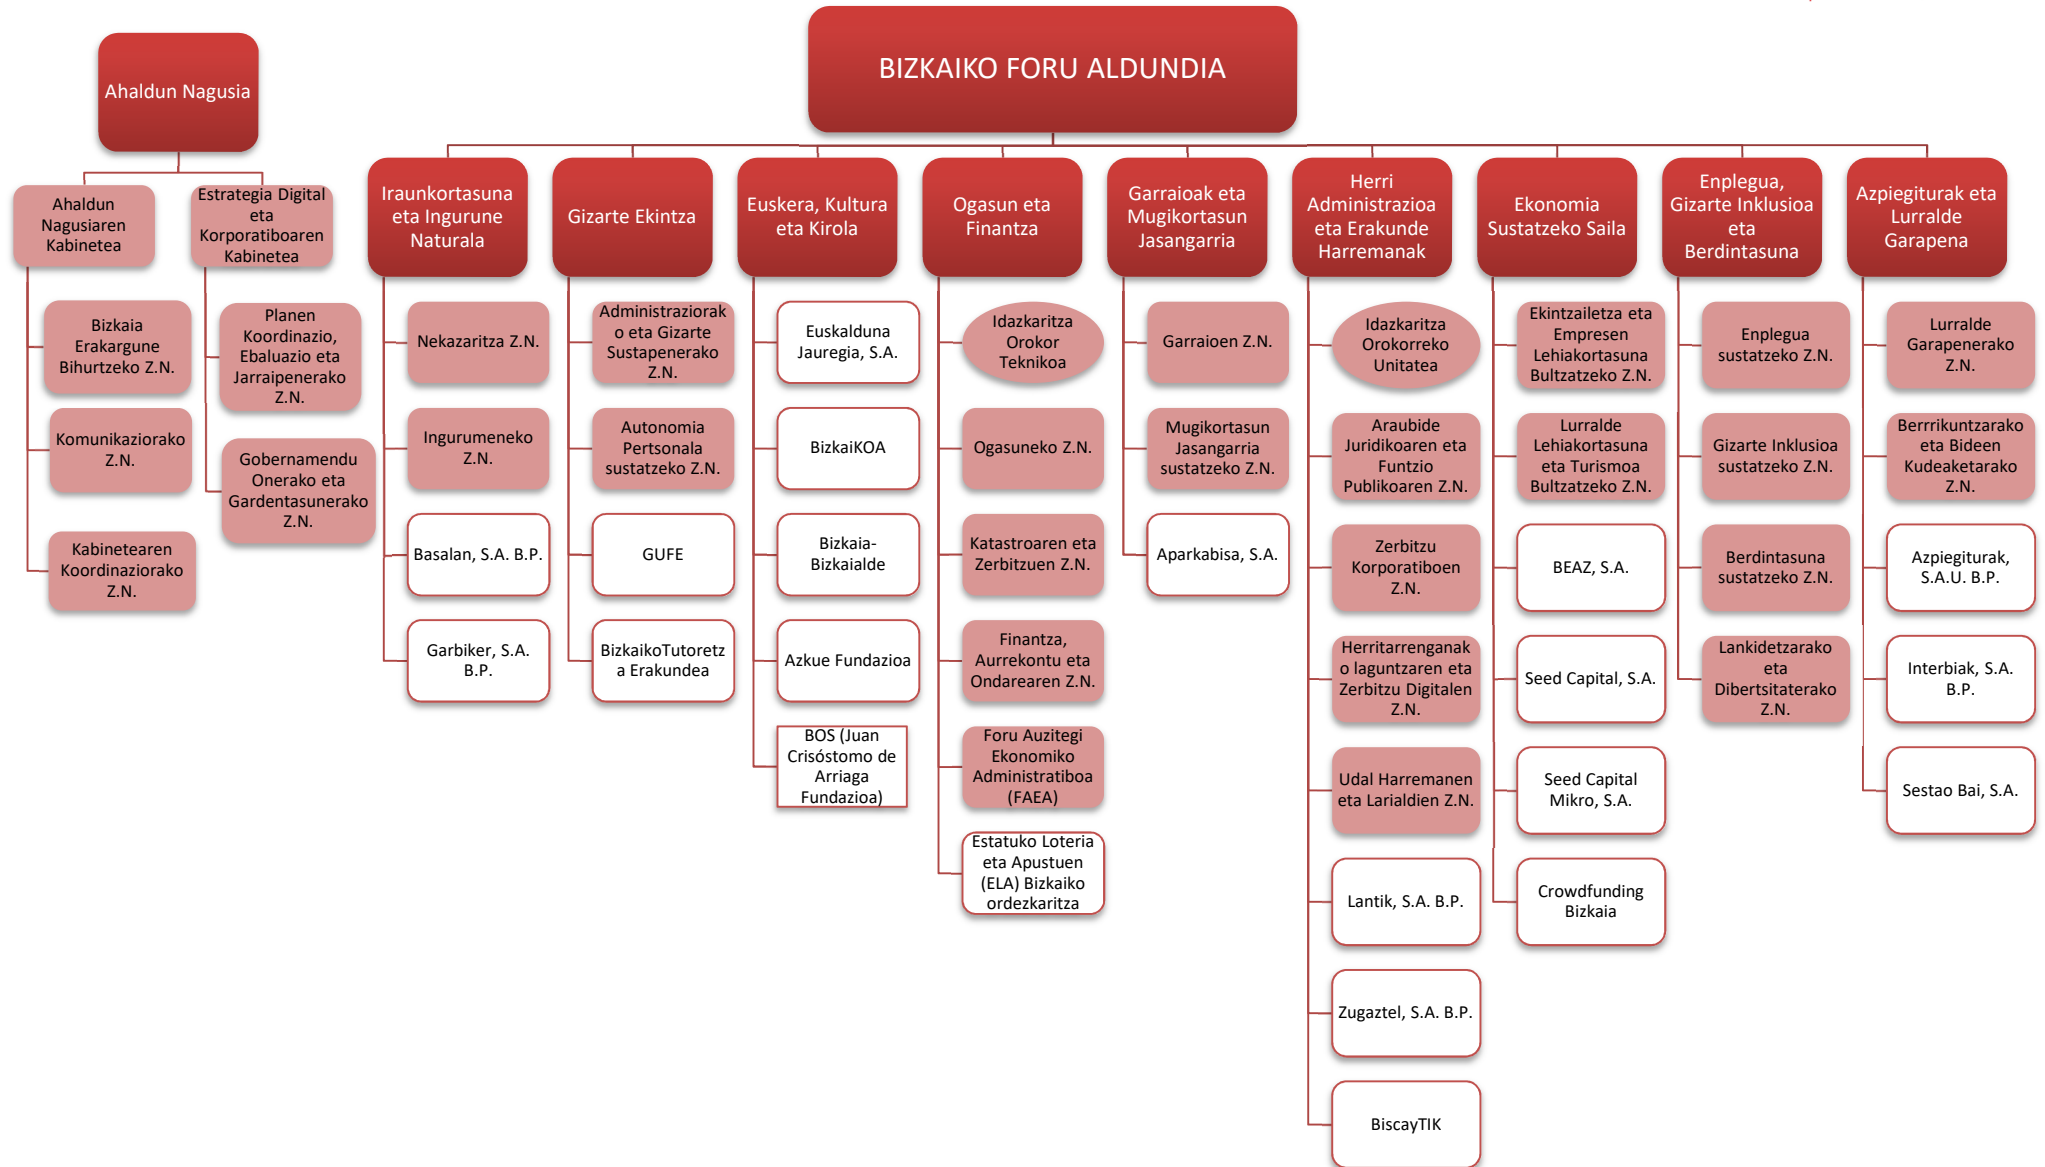 BIZKAIKO FORU ALDUNDIA
Ahaldun Nagusia
Ahaldun
Nagusiaren
Kabinetea
Bizkaia
Erakargune
Bihurtzeko Z.N.
Komunikaziorako
Z.N.
Kabinetearen
Koordinaziorako
Z.N.
Estrategia Digital
eta
Korporatiboaren
Kabinetea
Planen
Koordinazio,
Ebaluazio eta
Jarraipenerako
Z.N.
Gobernamendu
Onerako eta
Gardentasunerako
Z.N.
Iraunkortasuna
eta Ingurune
Naturala
Nekazaritza Z.N.
Ingurumeneko
Z.N.
Basalan, S.A. B.P.
Garbiker, S.A.
B.P.
Gizarte Ekintza
Administraziorak
o eta Gizarte
Sustapenerako
Z.N.
Autonomia
Pertsonala
sustatzeko Z.N.
GUFE
BizkaikoTutoretz
a Erakundea
Euskera, Kultura
eta Kirola
Euskalduna
Jauregia, S.A.
BizkaiKOA
Bizkaia-
Bizkaialde
Azkue Fundazioa
BOS (Juan
Crisóstomo de
Arriaga
Fundazioa)
Ogasun eta
Finantza
Idazkaritza
Orokor
Teknikoa
Ogasuneko Z.N.
Katastroaren eta
Zerbitzuen Z.N.
Finantza,
Aurrekontu eta
Ondarearen Z.N.
Foru Auzitegi
Ekonomiko
Administratiboa
(FAEA)
Estatuko Loteria
eta Apustuen
(ELA) Bizkaiko
ordezkaritza
Garraioak eta
Mugikortasun
Jasangarria
Garraioen Z.N.
Mugikortasun
Jasangarria
sustatzeko Z.N.
Aparkabisa, S.A.
Herri
Administrazioa
eta Erakunde
Harremanak
Idazkaritza
Orokorreko
Unitatea
Araubide
Juridikoaren eta
Funtzio
Publikoaren Z.N.
Zerbitzu
Korporatiboen
Z.N.
Herritarrenganak
o laguntzaren eta
Zerbitzu Digitalen
Z.N.
Udal Harremanen
eta Larialdien Z.N.
Lantik, S.A. B.P.
Zugaztel, S.A. B.P.
BiscayTIK
Ekonomia
Sustatzeko Saila
Ekintzailetza eta
Empresen
Lehiakortasuna
Bultzatzeko Z.N.
Lurralde
Lehiakortasuna
eta Turismoa
Bultzatzeko Z.N.
BEAZ, S.A.
Seed Capital, S.A.
Seed Capital
Mikro, S.A.
Crowdfunding
Bizkaia
Enplegua,
Gizarte Inklusioa
eta
Berdintasuna
Enplegua
sustatzeko Z.N.
Gizarte Inklusioa
sustatzeko Z.N.
Berdintasuna
sustatzeko Z.N.
Lankidetzarako
eta
Dibertsitaterako
Z.N.
Azpiegiturak eta
Lurralde
Garapena
Lurralde
Garapenerako
Z.N.
Berrrikuntzarako
eta Bideen
Kudeaketarako
Z.N.
Azpiegiturak,
S.A.U. B.P.
Interbiak, S.A.
B.P.
Sestao Bai, S.A.